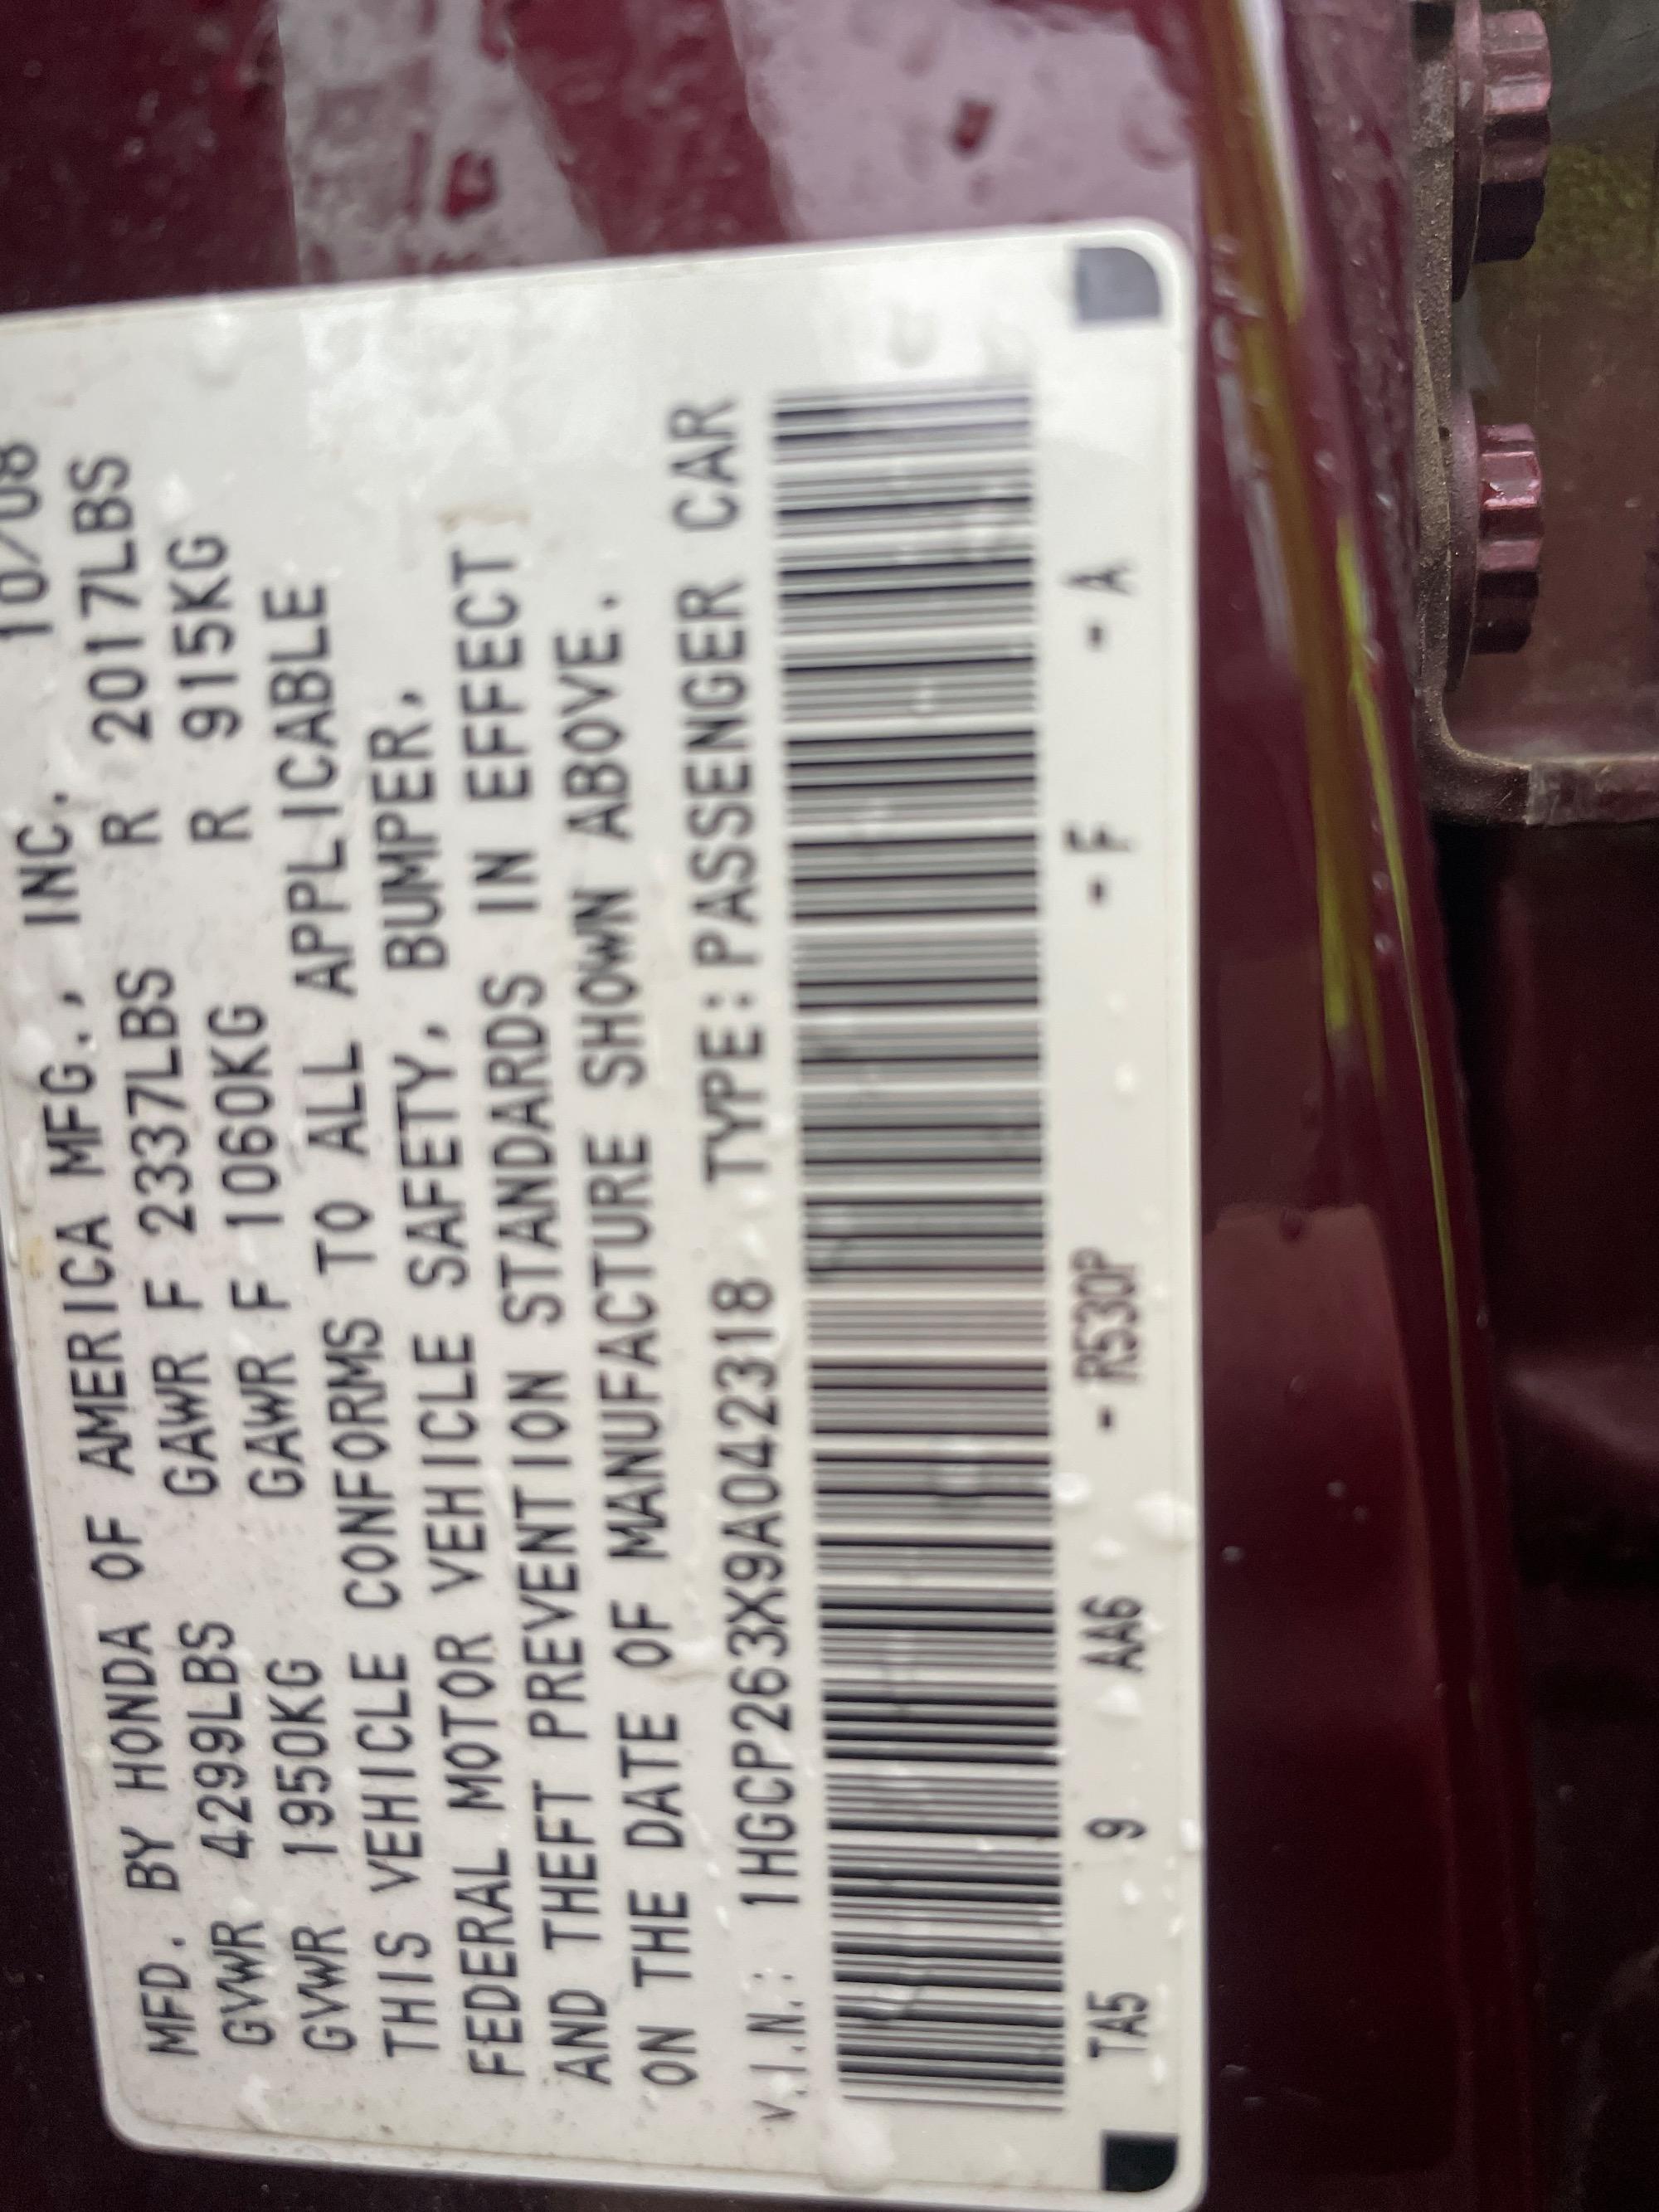 MFD. BY HONDA OF AMERICA MFG., INC. 10/08
GVWR 4299LBS GAWR F 2337LBS R 2017LBS
GVWR 1950KG GAWR F 1060KG R 915KG
THIS VEHICLE CONFORMS TO ALL APPLICABLE
FEDERAL MOTOR VEHICLE SAFETY, BUMPER,
AND THEFT PREVENTION STANDARDS IN EFFECT
ON THE DATE OF MANUFACTURE SHOWN ABOVE.
V.I.N.: 1HGCP263X9A042318 TYPE: PASSENGER CAR
TA5 9 AA6 -R530P -F -A